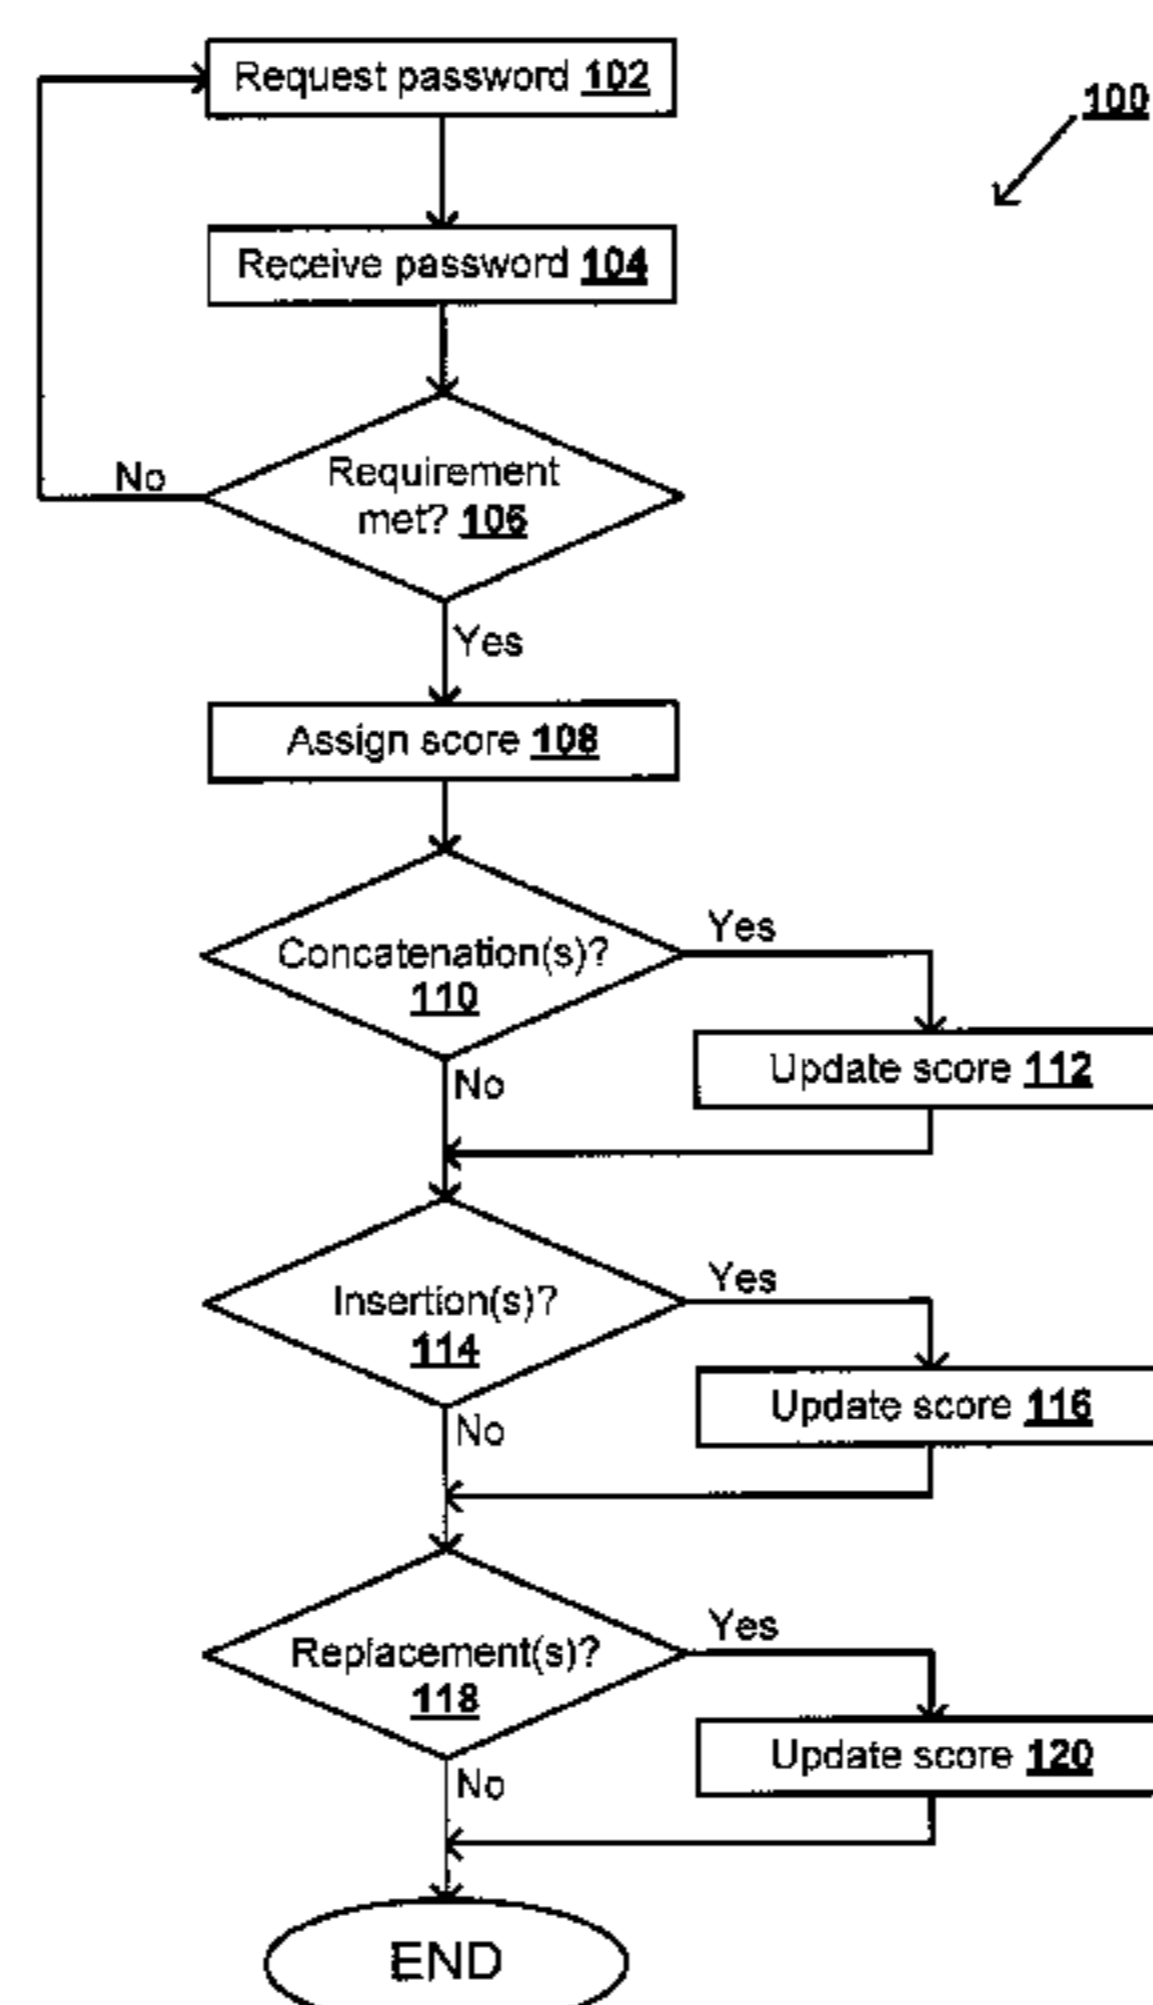 Request password 102
100
Receive password 104
No
Requirement
met? 106
Yes
Assign score 108
Concatenation(s)?
110
Yes
Update score 112
No
Insertion(s)?
114
Yes
Update score 116
No
Replacement(s)?
118
Yes
Update score 120
No
END